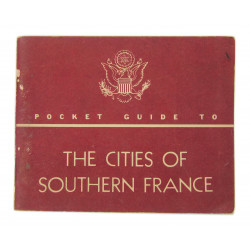 POCKET GUIDE TO
THE CITIES OF
SOUTHERN FRANCE